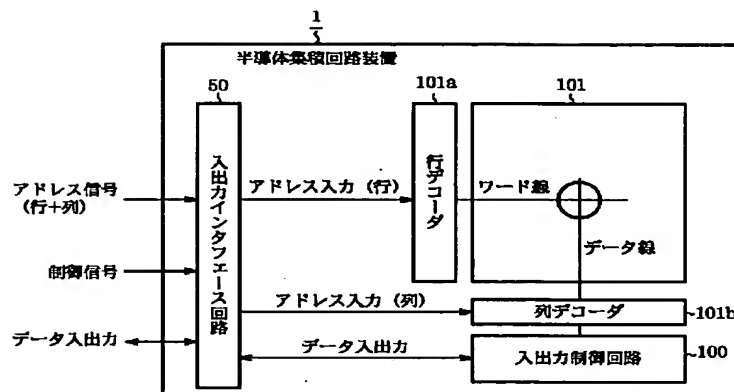 1
半導体集積回路装置
50
101a
101
入出力インタフェース回路
行デコーダ
アドレス信号
(行+列)
アドレス入力(行)
ワード線
データ線
制御信号
アドレス入力(列)
列デコーダ
101b
データ入出力
データ入出力
入出力制御回路
100